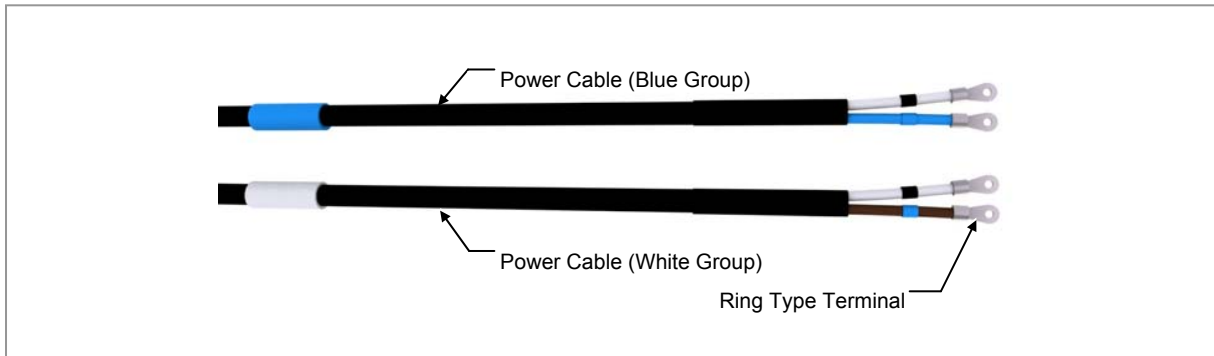 Power Cable (Blue Group)
Power Cable (White Group)
Ring Type Terminal